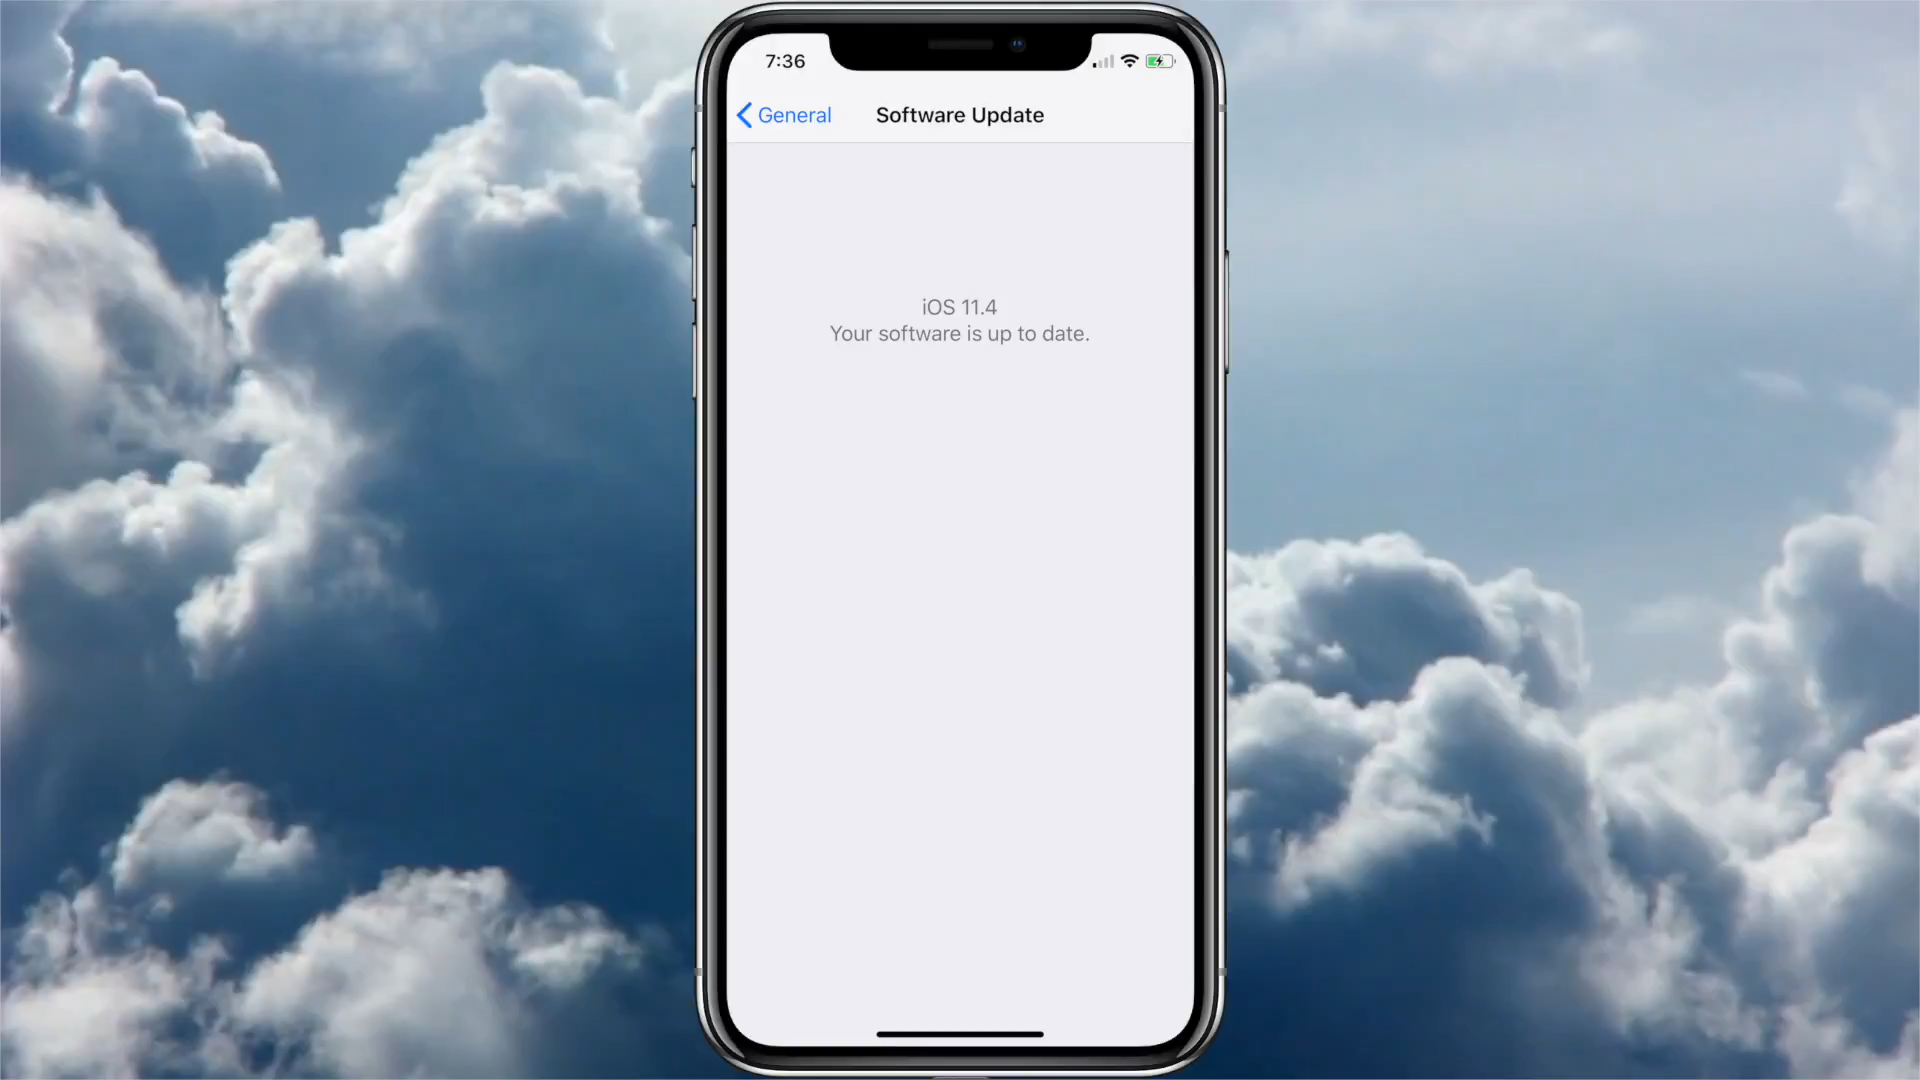 7:36
General
Software Update
iOS 11.4
Your software is up to date.